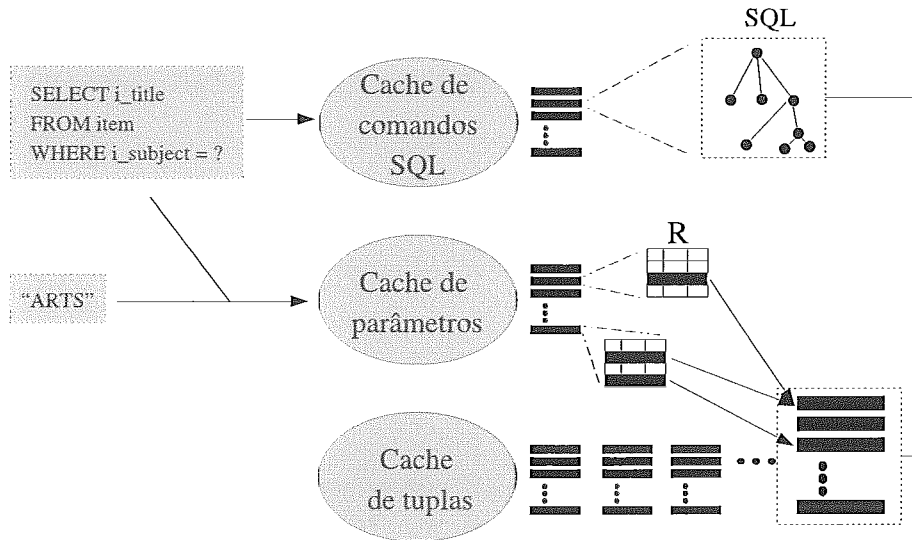 SQL
SELECT i_title
FROM item
WHERE i_subject = ?
Cache de
comandos
SQL
R
"ARTS"
Cache de
parâmetros
Cache
de tuplas